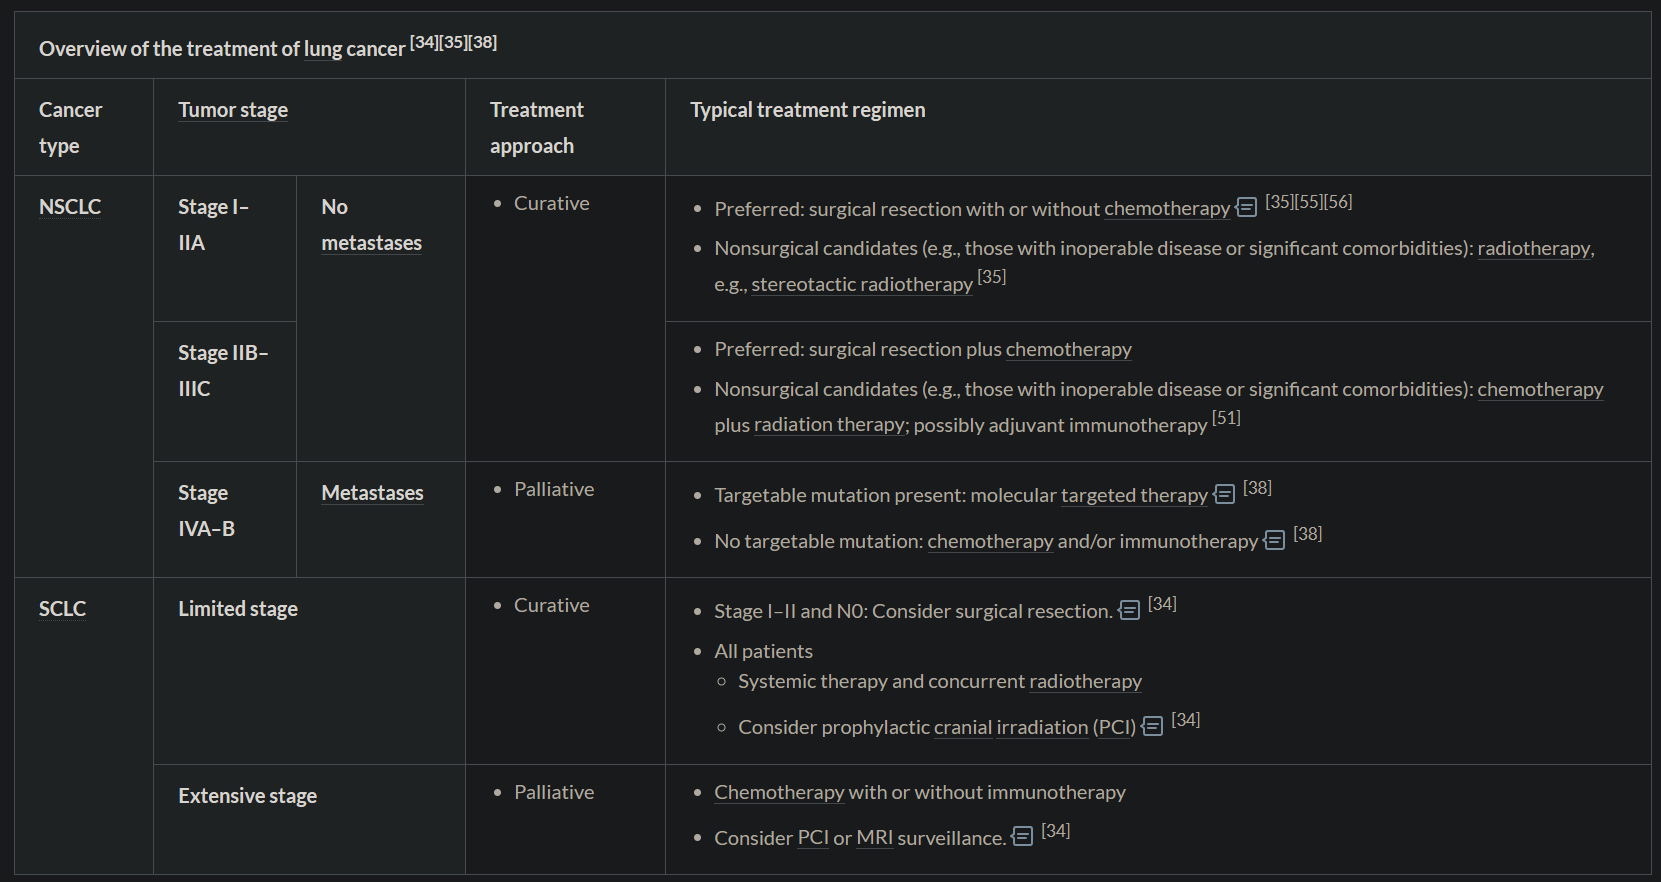 Overview of the treatment of lung cancer [34][35][38]
Cancer
type
Tumor stage
Treatment
approach
Typical treatment regimen
NSCLC
Stage I–
IIA
No
metastases
• Curative
• Preferred: surgical resection with or without chemotherapy [35][55][56]
• Nonsurgical candidates (e.g., those with inoperable disease or significant comorbidities): radiotherapy,
e.g., stereotactic radiotherapy [35]
Stage IIB–
IIIC
• Preferred: surgical resection plus chemotherapy
• Nonsurgical candidates (e.g., those with inoperable disease or significant comorbidities): chemotherapy
plus radiation therapy; possibly adjuvant immunotherapy [51]
Stage
IVA–B
Metastases
• Palliative
• Targetable mutation present: molecular targeted therapy [38]
• No targetable mutation: chemotherapy and/or immunotherapy [38]
SCLC
Limited stage
• Curative
• Stage I–II and N0: Consider surgical resection. [34]
• All patients
○ Systemic therapy and concurrent radiotherapy
○ Consider prophylactic cranial irradiation (PCI) [34]
Extensive stage
• Palliative
• Chemotherapy with or without immunotherapy
• Consider PCI or MRI surveillance. [34]